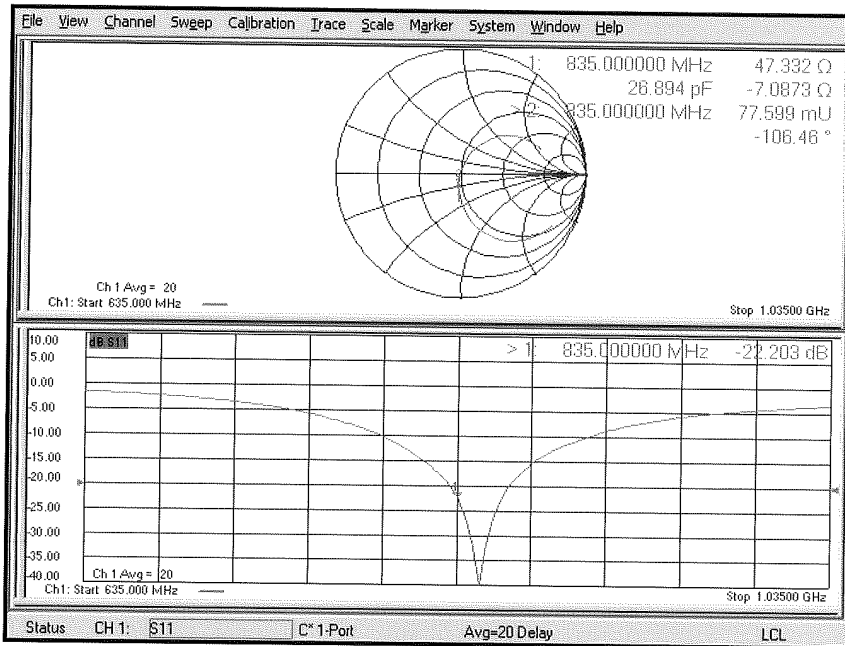 File View Channel Sweep Calibration Trace Scale Marker System Window Help
1: 835.000000 MHz 47.332 Ω
26.894 pF -7.0873 Ω
> 2: 835.000000 MHz 77.599 mU
-106.46 °
Ch 1 Avg = 20
Ch1: Start 635.000 MHz
Stop 1.03500 GHz
10.00
dB S11
> 1: 835.000000 MHz -22.203 dB
5.00
0.00
-5.00
-10.00
-15.00
-20.00
1
-25.00
-30.00
-35.00
-40.00
Ch 1 Avg = 20
Ch1: Start 635.000 MHz
Stop 1.03500 GHz
Status CH 1: S11 C* 1-Port Avg=20 Delay LCL